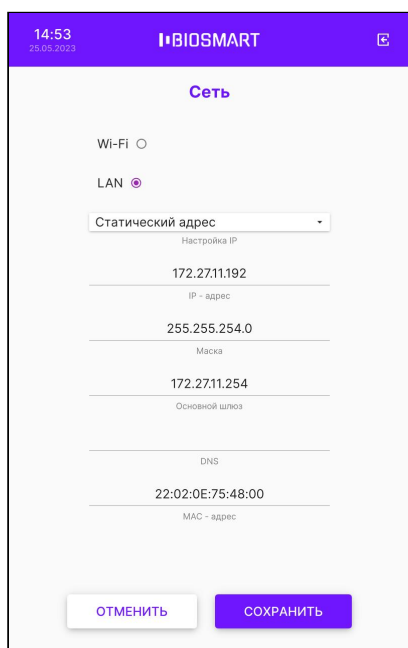 14:53
25.05.2023
BIOSMART
Сеть
Wi-Fi
LAN
Статический адрес
Настройка IP
172.27.11.192
IP - адрес
255.255.254.0
Маска
172.27.11.254
Основной шлюз
DNS
22:02:0E:75:48:00
MAC - адрес
ОТМЕНИТЬ
СОХРАНИТЬ